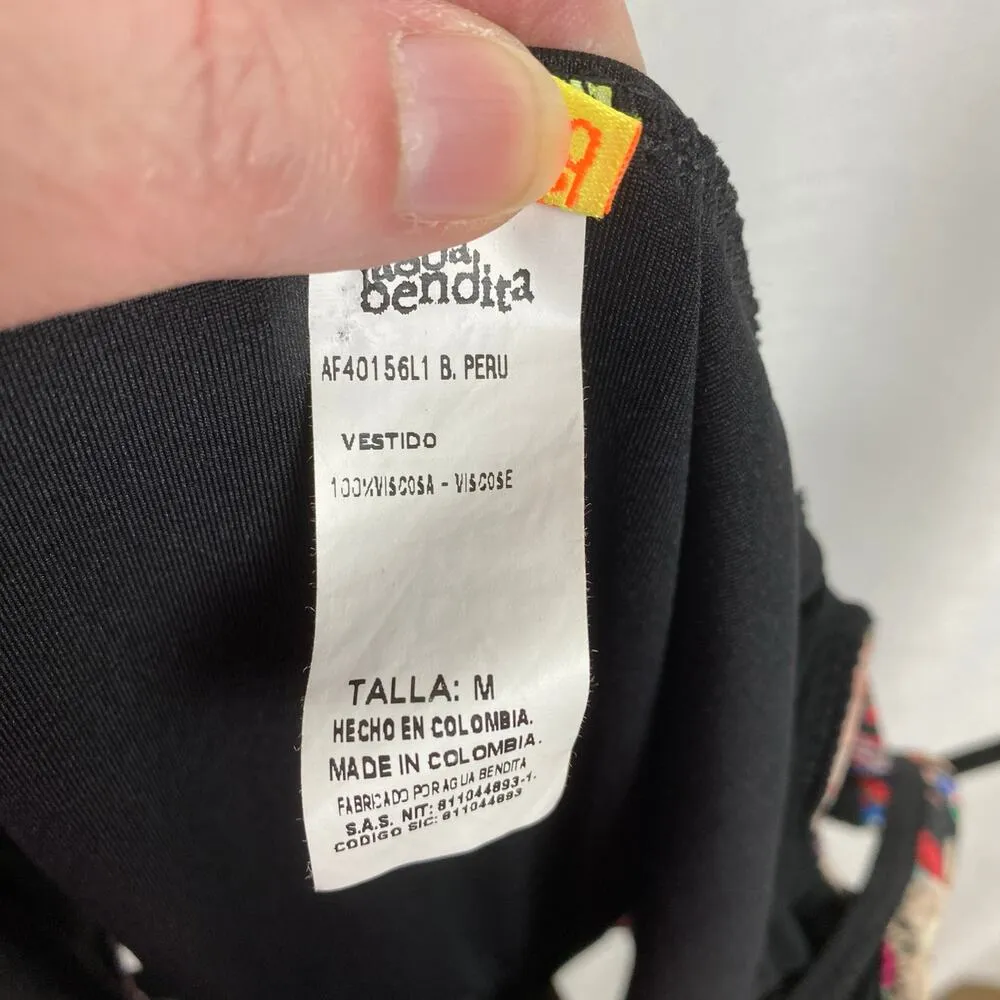 bendita
AF40156L1 B. PERU
VESTIDO
100%VISCOSA - VISCOSE
TALLA: M
HECHO EN COLOMBIA.
MADE IN COLOMBIA.
FABRICADO POR AGUA BENDITA
S.A.S. NIT: 811044893-1.
CODIGO SIC: 811044893